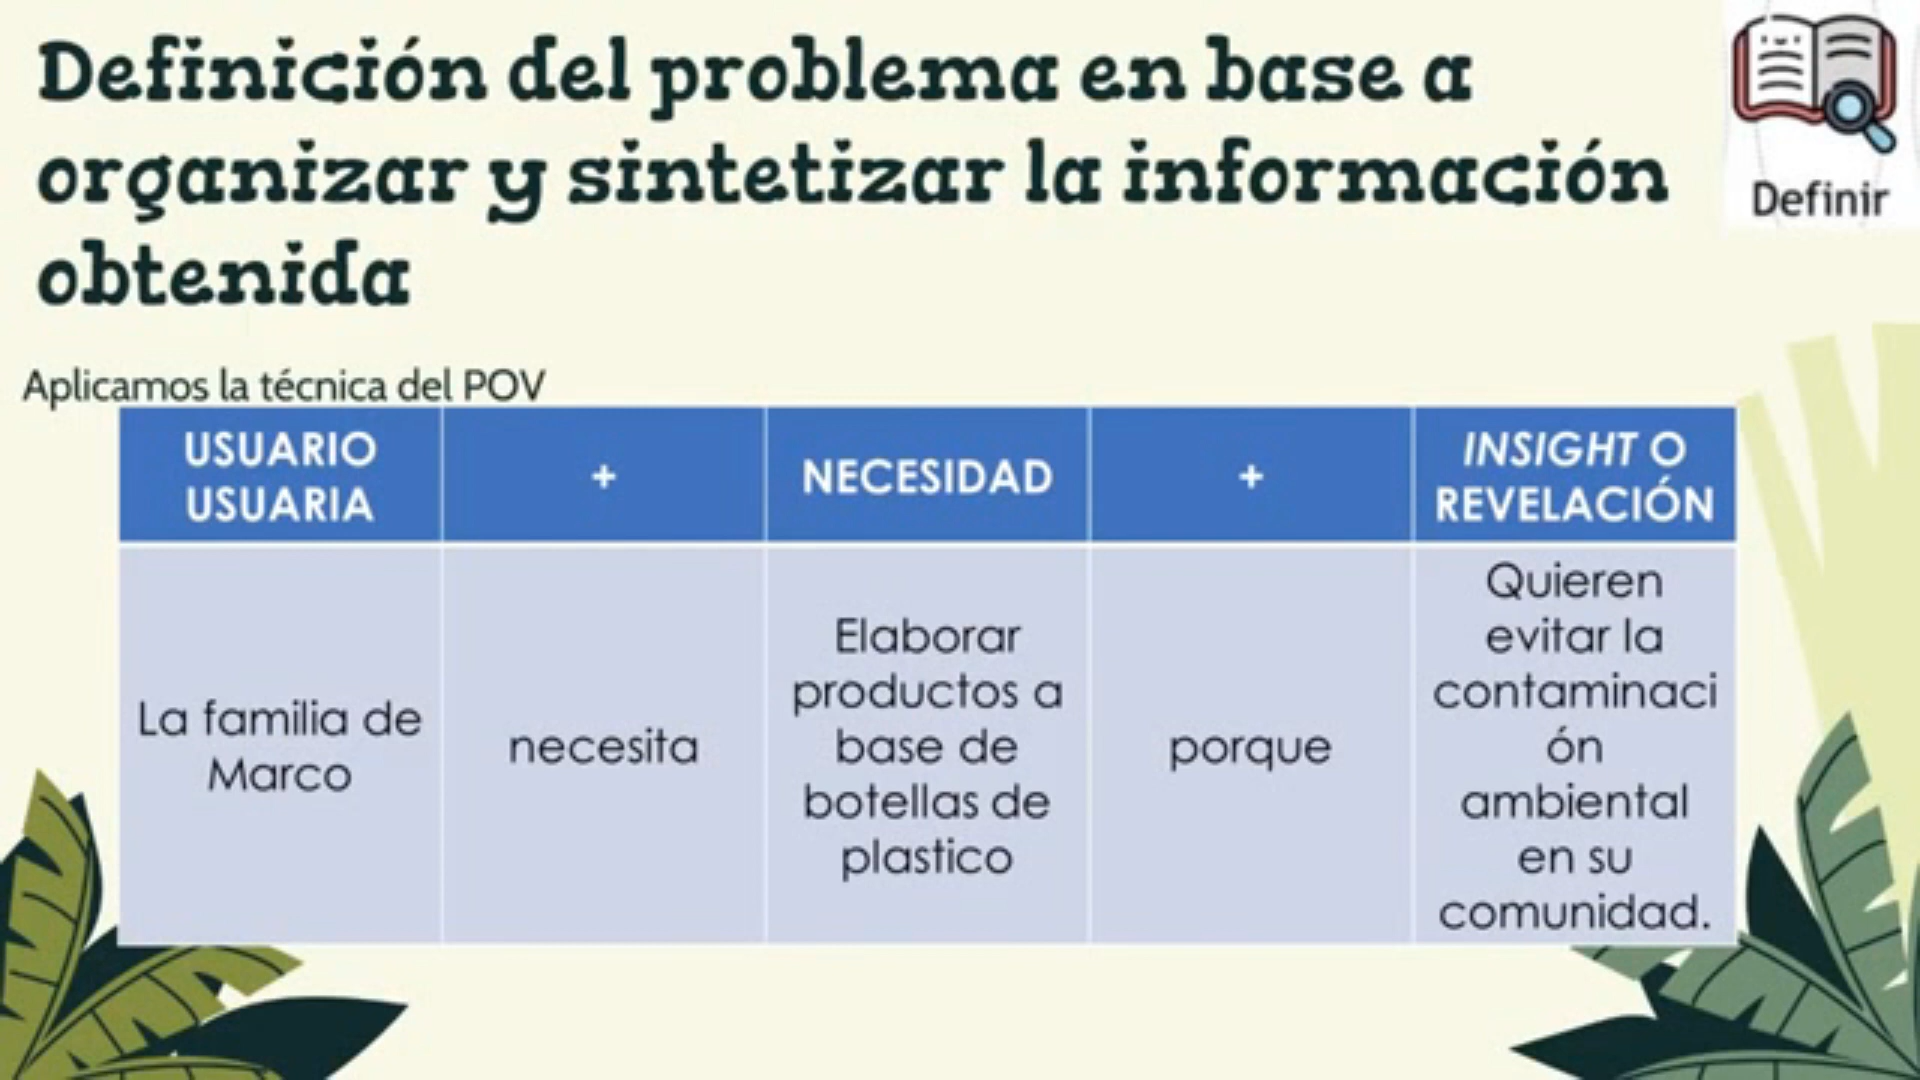 Definición del problema en base a
organizar y sintetizar la información
obtenida
Definir
Aplicamos la técnica del POV
USUARIO
USUARIA
+
NECESIDAD
+
INSIGHT O
REVELACIÓN
La familia de
Marco
necesita
Elaborar
productos a
base de
botellas de
plastico
porque
Quieren
evitar la
contaminaci
ón
ambiental
en su
comunidad.